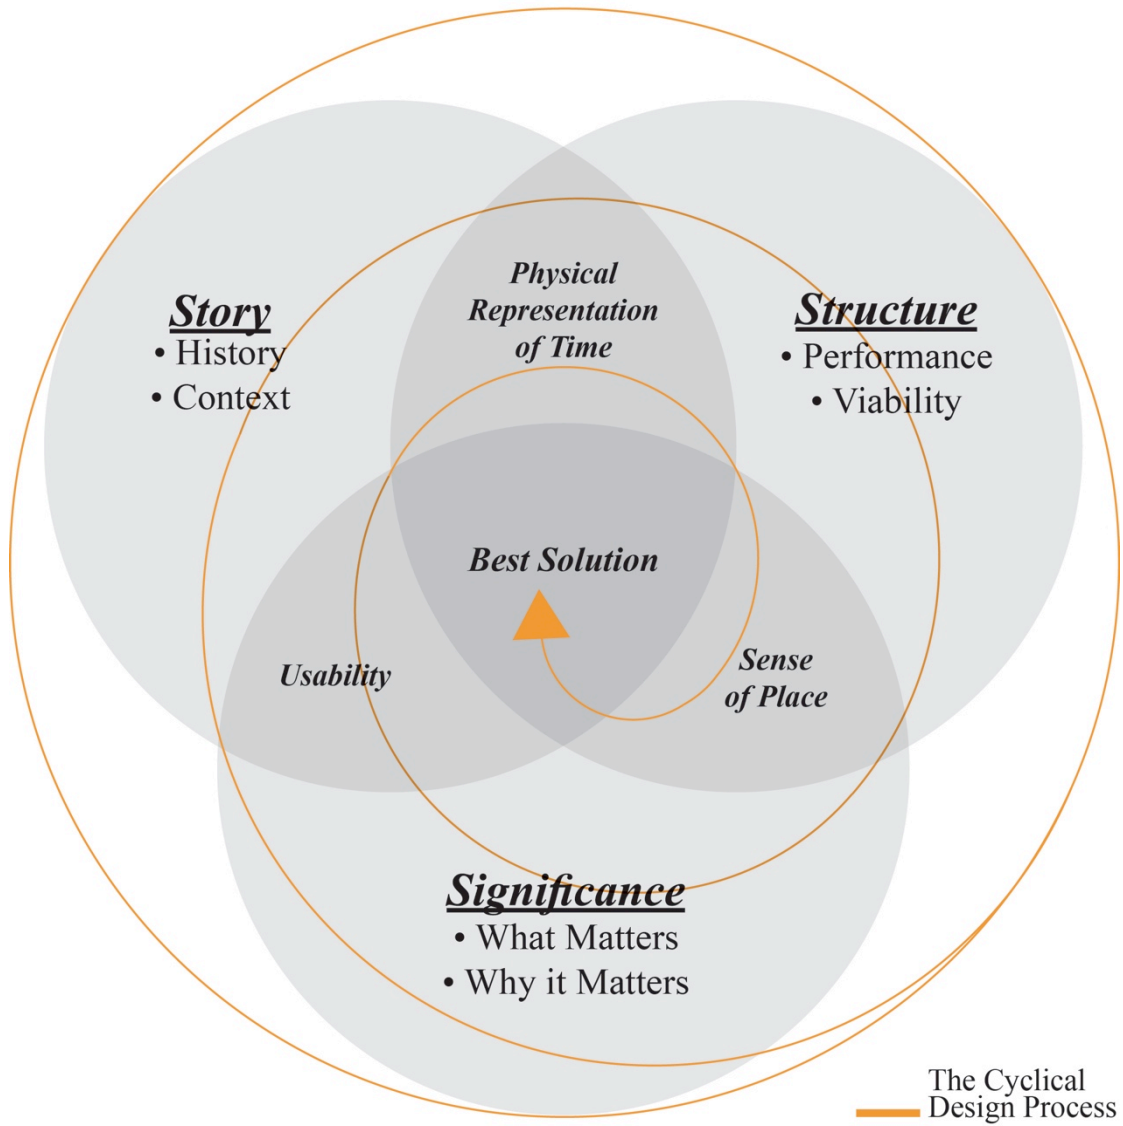 Physical
Representation
of Time
Story
• History
• Context
Structure
• Performance
• Viability
Best Solution
Usability
Sense
of Place
Significance
• What Matters
• Why it Matters
The Cyclical
Design Process